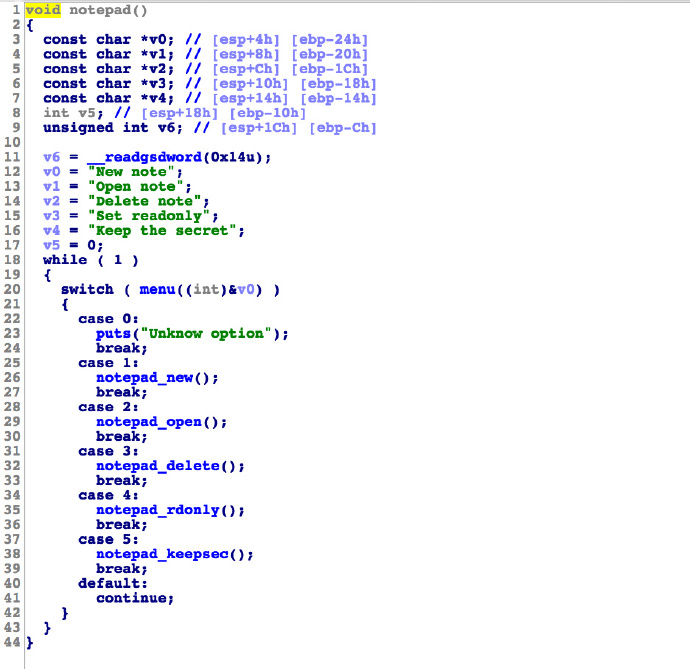 1 void notepad()
2 {
3 const char *v0; // [esp+4h] [ebp-24h]
4 const char *v1; // [esp+8h] [ebp-20h]
5 const char *v2; // [esp+Ch] [ebp-1Ch]
6 const char *v3; // [esp+10h] [ebp-18h]
7 const char *v4; // [esp+14h] [ebp-14h]
8 int v5; // [esp+18h] [ebp-10h]
9 unsigned int v6; // [esp+1Ch] [ebp-Ch]
10
11 v6 = __readgsdword(0x14u);
12 v0 = "New note";
13 v1 = "Open note";
14 v2 = "Delete note";
15 v3 = "Set readonly";
16 v4 = "Keep the secret";
17 v5 = 0;
18 while ( 1 )
19 {
20 switch ( menu((int)&v0) )
21 {
22 case 0:
23 puts("Unknow option");
24 break;
25 case 1:
26 notepad_new();
27 break;
28 case 2:
29 notepad_open();
30 break;
31 case 3:
32 notepad_delete();
33 break;
34 case 4:
35 notepad_rdonly();
36 break;
37 case 5:
38 notepad_keepsec();
39 break;
40 default:
41 continue;
42 }
43 }
44 }